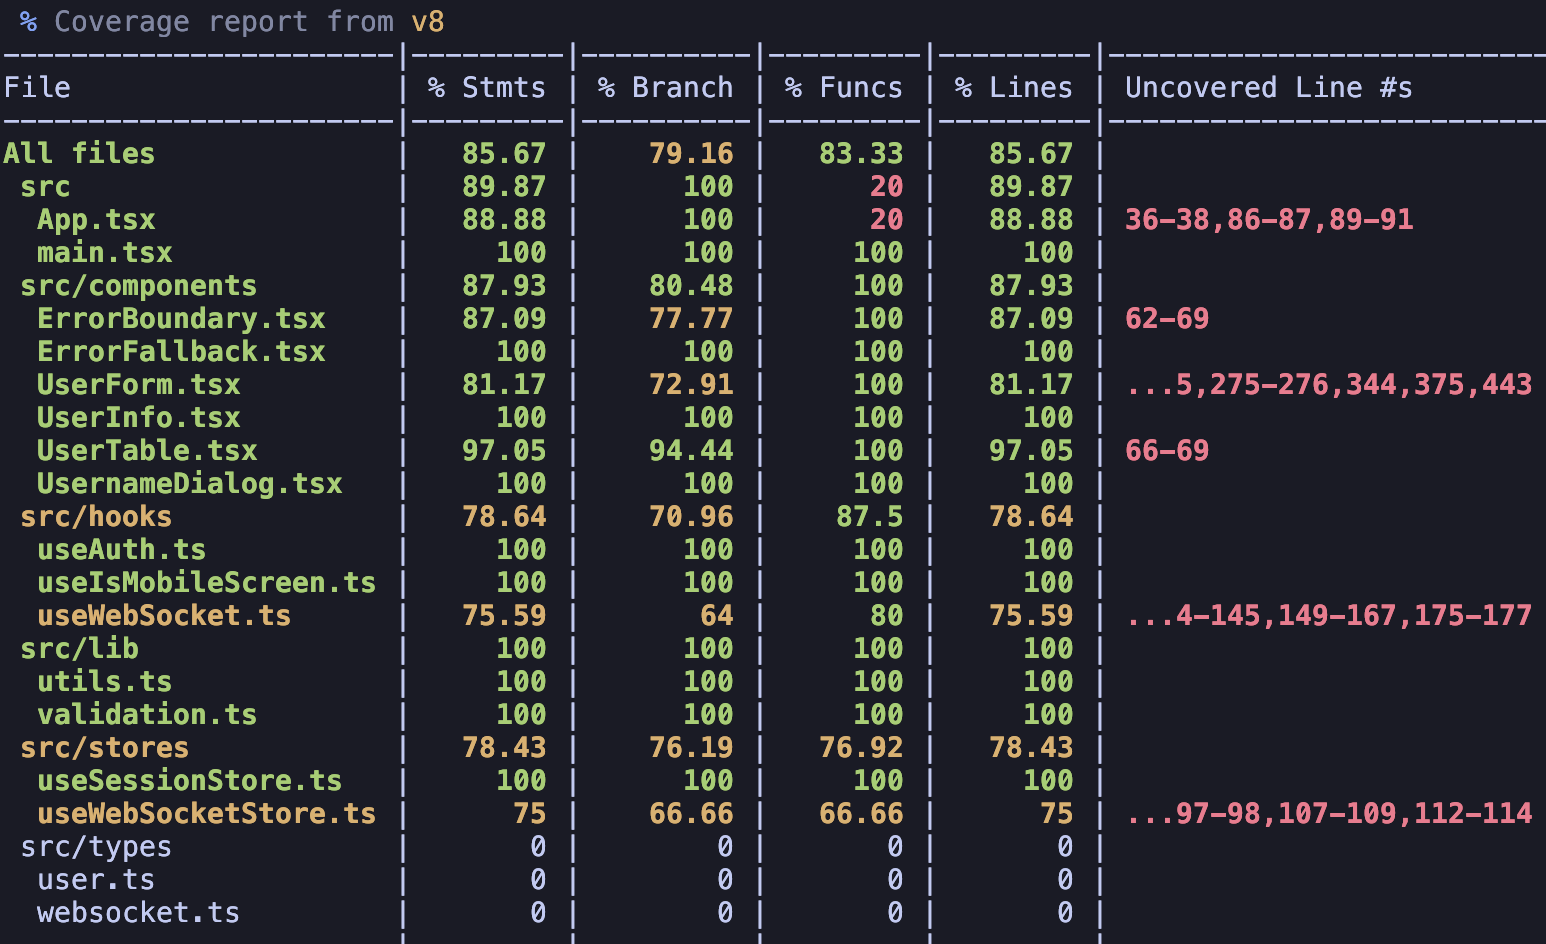 % Coverage report from v8
-----------------------|---------|----------|---------|---------|--------------------------
File                   | % Stmts | % Branch | % Funcs | % Lines | Uncovered Line #s
-----------------------|---------|----------|---------|---------|--------------------------
All files              |   85.67 |    79.16 |   83.33 |   85.67 |
 src                   |   89.87 |      100 |      20 |   89.87 |
  App.tsx              |   88.88 |      100 |      20 |   88.88 | 36-38,86-87,89-91
  main.tsx             |     100 |      100 |     100 |     100 |
 src/components        |   87.93 |    80.48 |     100 |   87.93 |
  ErrorBoundary.tsx    |   87.09 |    77.77 |     100 |   87.09 | 62-69
  ErrorFallback.tsx    |     100 |      100 |     100 |     100 |
  UserForm.tsx         |   81.17 |    72.91 |     100 |   81.17 | ...5,275-276,344,375,443
  UserInfo.tsx         |     100 |      100 |     100 |     100 |
  UserTable.tsx        |   97.05 |    94.44 |     100 |   97.05 | 66-69
  UsernameDialog.tsx   |     100 |      100 |     100 |     100 |
 src/hooks             |   78.64 |    70.96 |    87.5 |   78.64 |
  useAuth.ts           |     100 |      100 |     100 |     100 |
  useIsMobileScreen.ts |     100 |      100 |     100 |     100 |
  useWebSocket.ts      |   75.59 |       64 |      80 |   75.59 | ...4-145,149-167,175-177
 src/lib               |     100 |      100 |     100 |     100 |
  utils.ts             |     100 |      100 |     100 |     100 |
  validation.ts        |     100 |      100 |     100 |     100 |
 src/stores            |   78.43 |    76.19 |   76.92 |   78.43 |
  useSessionStore.ts   |     100 |      100 |     100 |     100 |
  useWebSocketStore.ts |      75 |    66.66 |   66.66 |      75 | ...97-98,107-109,112-114
 src/types             |       0 |        0 |       0 |       0 |
  user.ts              |       0 |        0 |       0 |       0 |
  websocket.ts         |       0 |        0 |       0 |       0 |